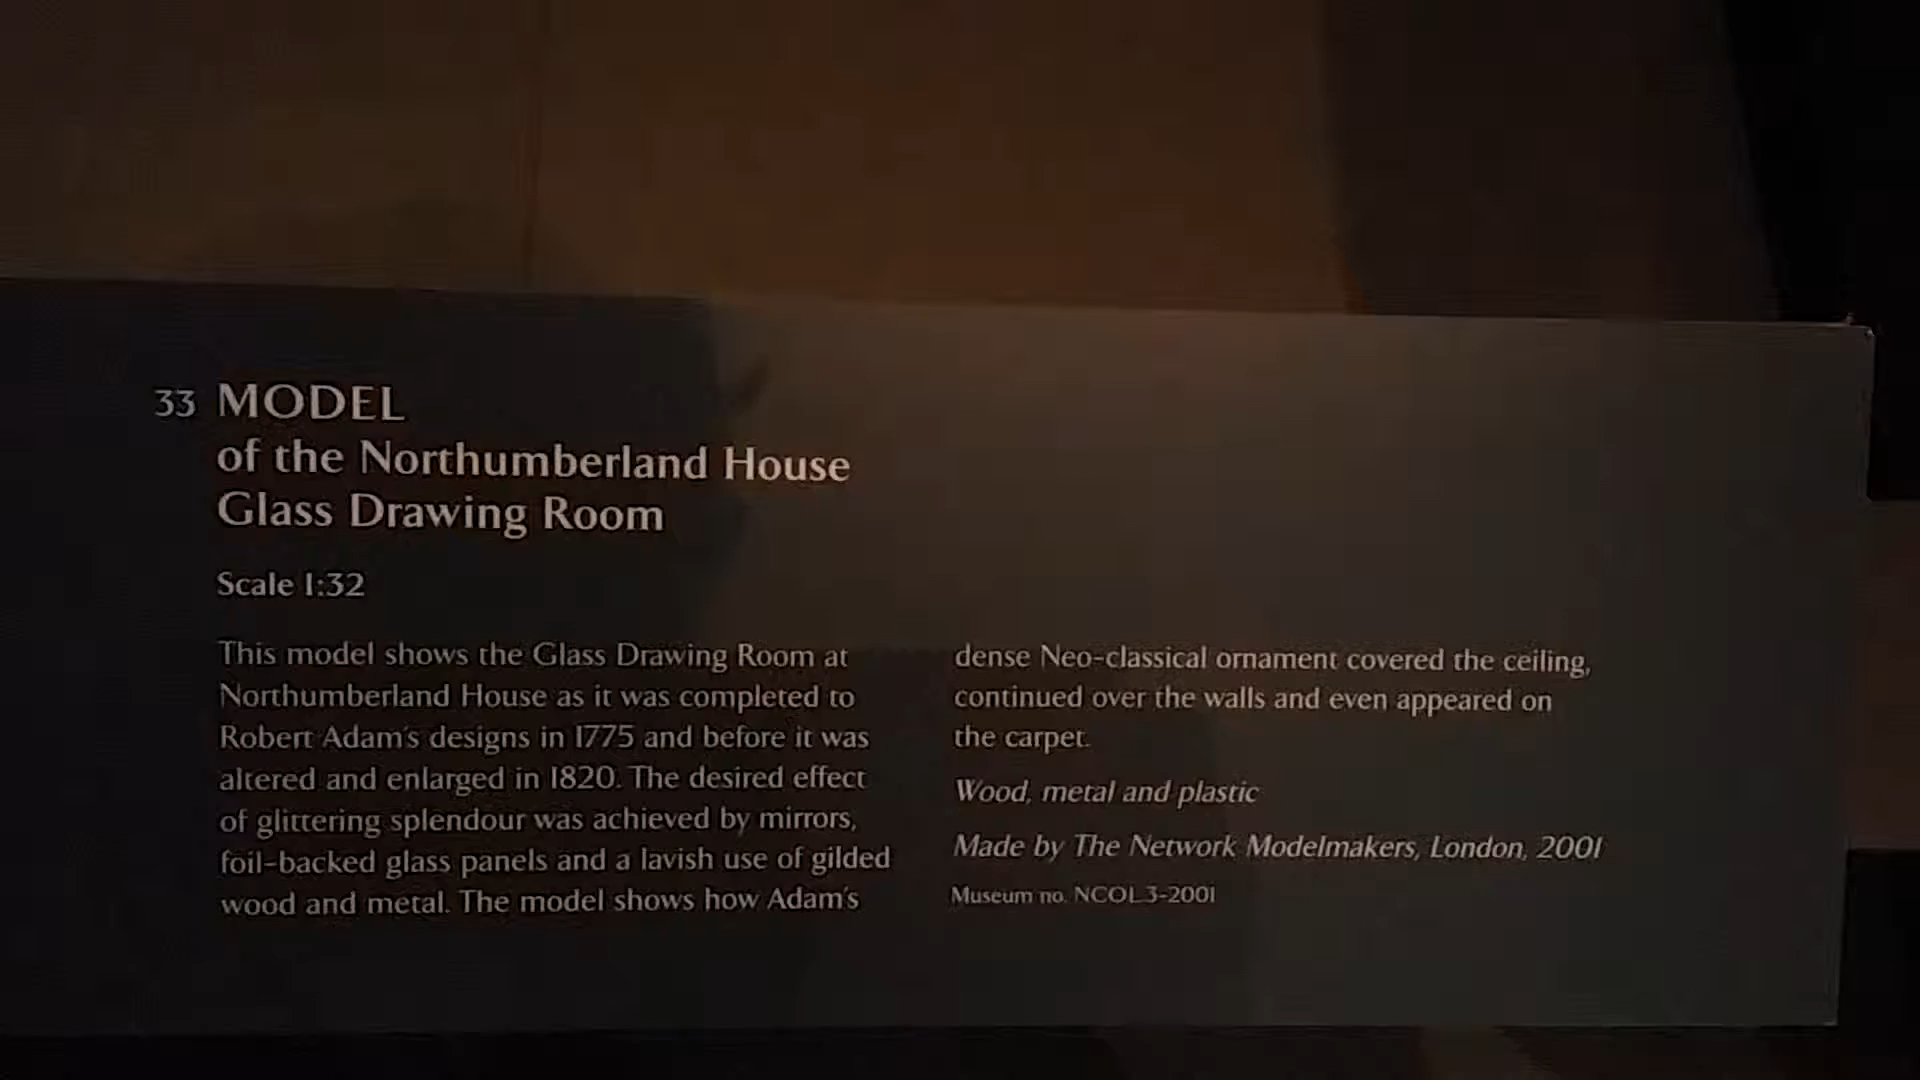 33 MODEL
of the Northumberland House
Glass Drawing Room
Scale 1:32
This model shows the Glass Drawing Room at
Northumberland House as it was completed to
Robert Adam's designs in 1775 and before it was
altered and enlarged in 1820. The desired effect
of glittering splendour was achieved by mirrors,
foil-backed glass panels and a lavish use of gilded
wood and metal. The model shows how Adam's
dense Neo-classical ornament covered the ceiling,
continued over the walls and even appeared on
the carpet.
Wood, metal and plastic
Made by The Network Modelmakers, London, 2001
Museum no. NCOL.3-2001